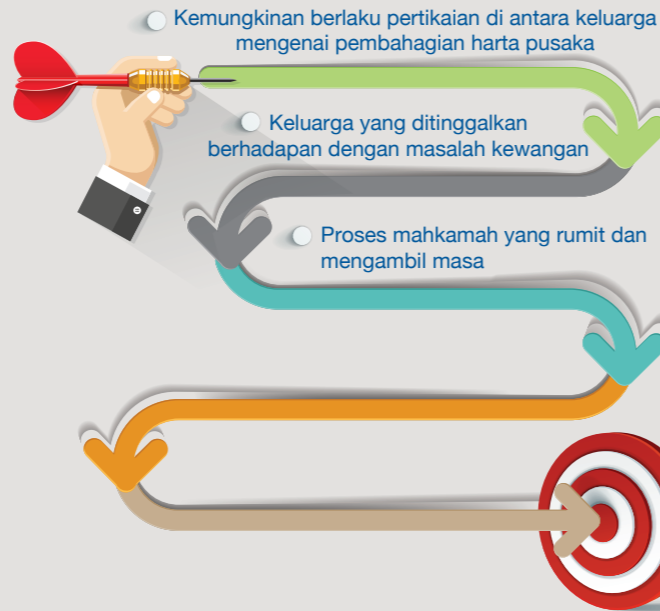 Kemungkinan berlaku pertikaian di antara keluarga
mengenai pembahagian harta pusaka
Keluarga yang ditinggalkan
berhadapan dengan masalah kewangan
Proses mahkamah yang rumit dan
mengambil masa